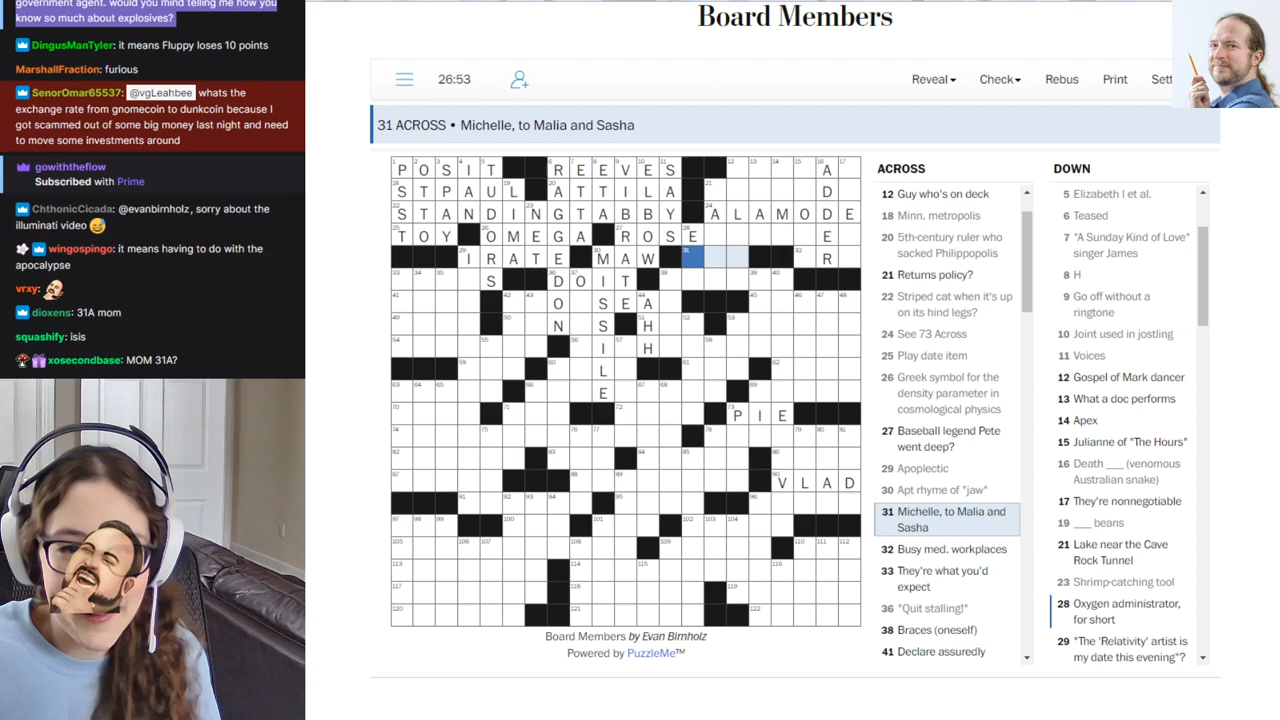 government agent. would you mind telling me how you
know so much about explosives?
DingusManTyler: it means Fluppy loses 10 points
MarshallFraction: furious
SenorOmar65537: @vgLeahbee whats the
exchange rate from gnomecoin to dunkcoin because I
got scammed out of some big money last night and need
to move some investments around
gowiththeflow
Subscribed with Prime
ChthonicCicada: @evanbirnholz, sorry about the
illuminati video
wingospingo: it means having to do with the
apocalypse
vrxy:
dioxens: 31A mom
squashify: isis
xosecondbase: MOM 31A?
Board Members
26:53
Reveal
Check
Rebus
Print
Sett
31 ACROSS • Michelle, to Malia and Sasha
POSIT REEVES A
STPAUL ATTILA D
STANDINGTABBY ALAMODE
TOY OMEGA ROSE E
IRATE MAW R
S DOIT
O SEA
N S H
I H
L
E
PIE
VLAD
Board Members by Evan Birnholz
Powered by PuzzleMe™
ACROSS
12 Guy who's on deck
18 Minn. metropolis
20 5th-century ruler who
sacked Philippopolis
21 Returns policy?
22 Striped cat when it's up
on its hind legs?
24 See 73 Across
25 Play date item
26 Greek symbol for the
density parameter in
cosmological physics
27 Baseball legend Pete
went deep?
29 Apoplectic
30 Apt rhyme of "jaw"
31 Michelle, to Malia and
Sasha
32 Busy med. workplaces
33 They're what you'd
expect
36 "Quit stalling!"
38 Braces (oneself)
41 Declare assuredly
DOWN
5 Elizabeth I et al.
6 Teased
7 "A Sunday Kind of Love"
singer James
8 H
9 Go off without a
ringtone
10 Joint used in jostling
11 Voices
12 Gospel of Mark dancer
13 What a doc performs
14 Apex
15 Julianne of "The Hours"
16 Death ___ (venomous
Australian snake)
17 They're nonnegotiable
19 ___ beans
21 Lake near the Cave
Rock Tunnel
23 Shrimp-catching tool
28 Oxygen administrator,
for short
29 "The 'Relativity' artist is
my date this evening"?